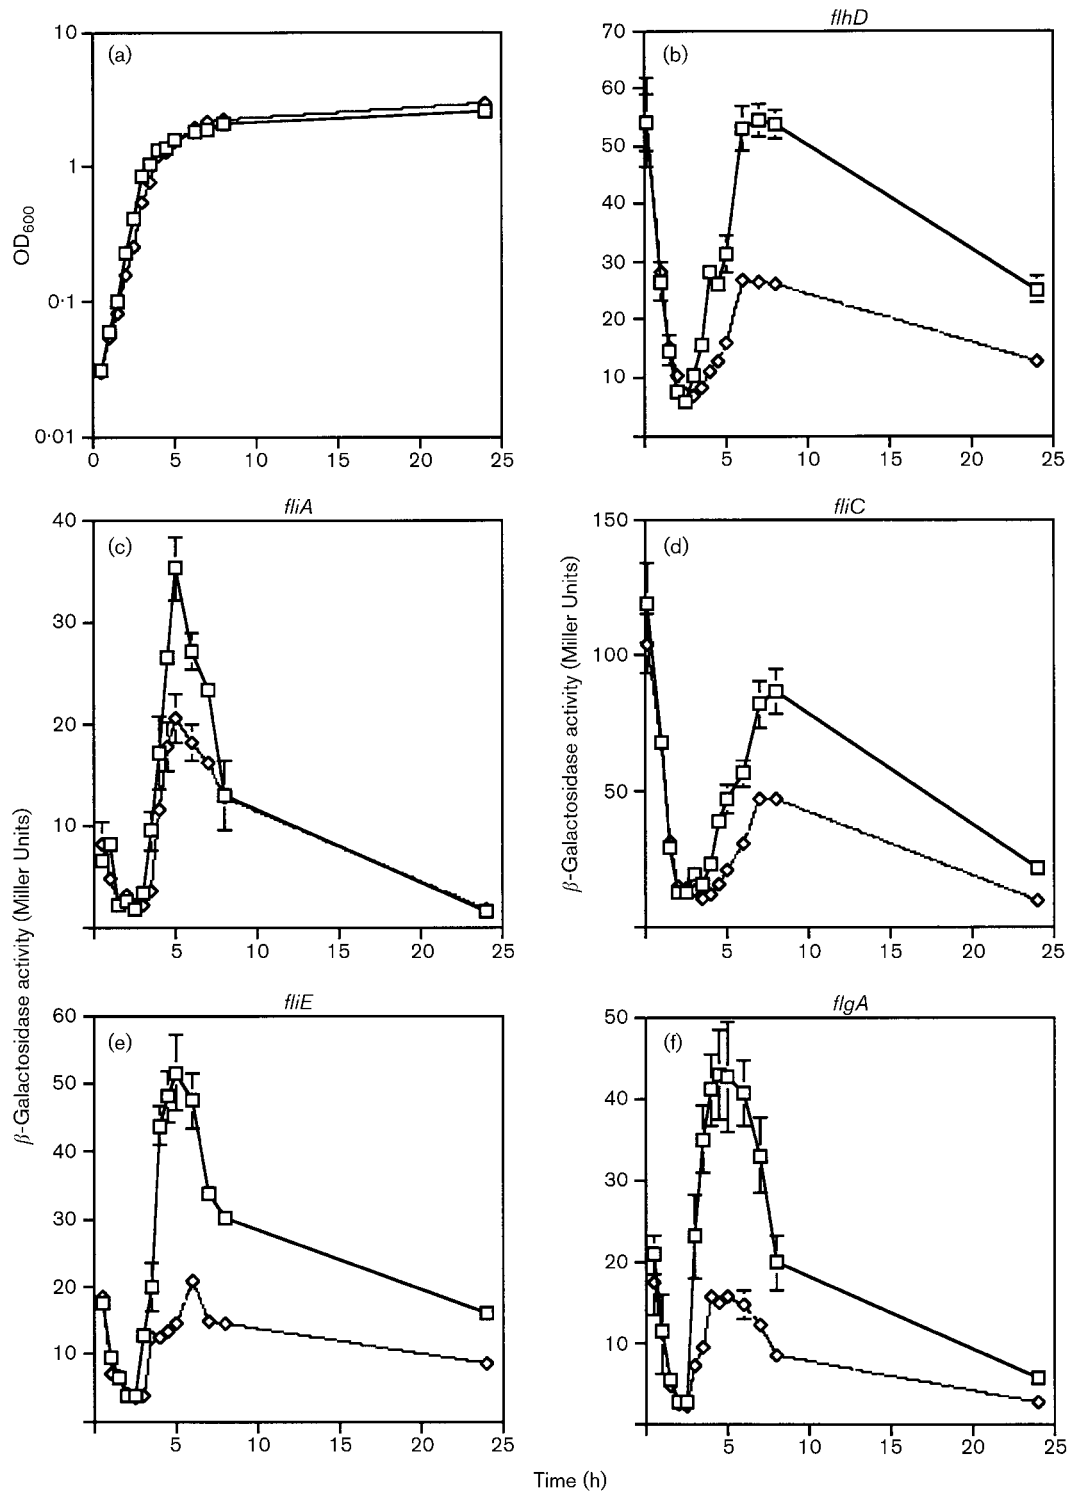 (a)
10
1
0·1
0·01
OD600
0 5 10 15 20 25
flhD
(b)
70
60
50
40
30
20
10
5 10 15 20 25
fliA
(c)
40
30
20
10
5 10 15 20 25
fliC
(d)
150
100
50
5 10 15 20 25
β-Galactosidase activity (Miller Units)
β-Galactosidase activity (Miller Units)
fliE
(e)
60
50
40
30
20
10
5 10 15 20 25
flgA
(f)
50
40
30
20
10
5 10 15 20 25
Time (h)